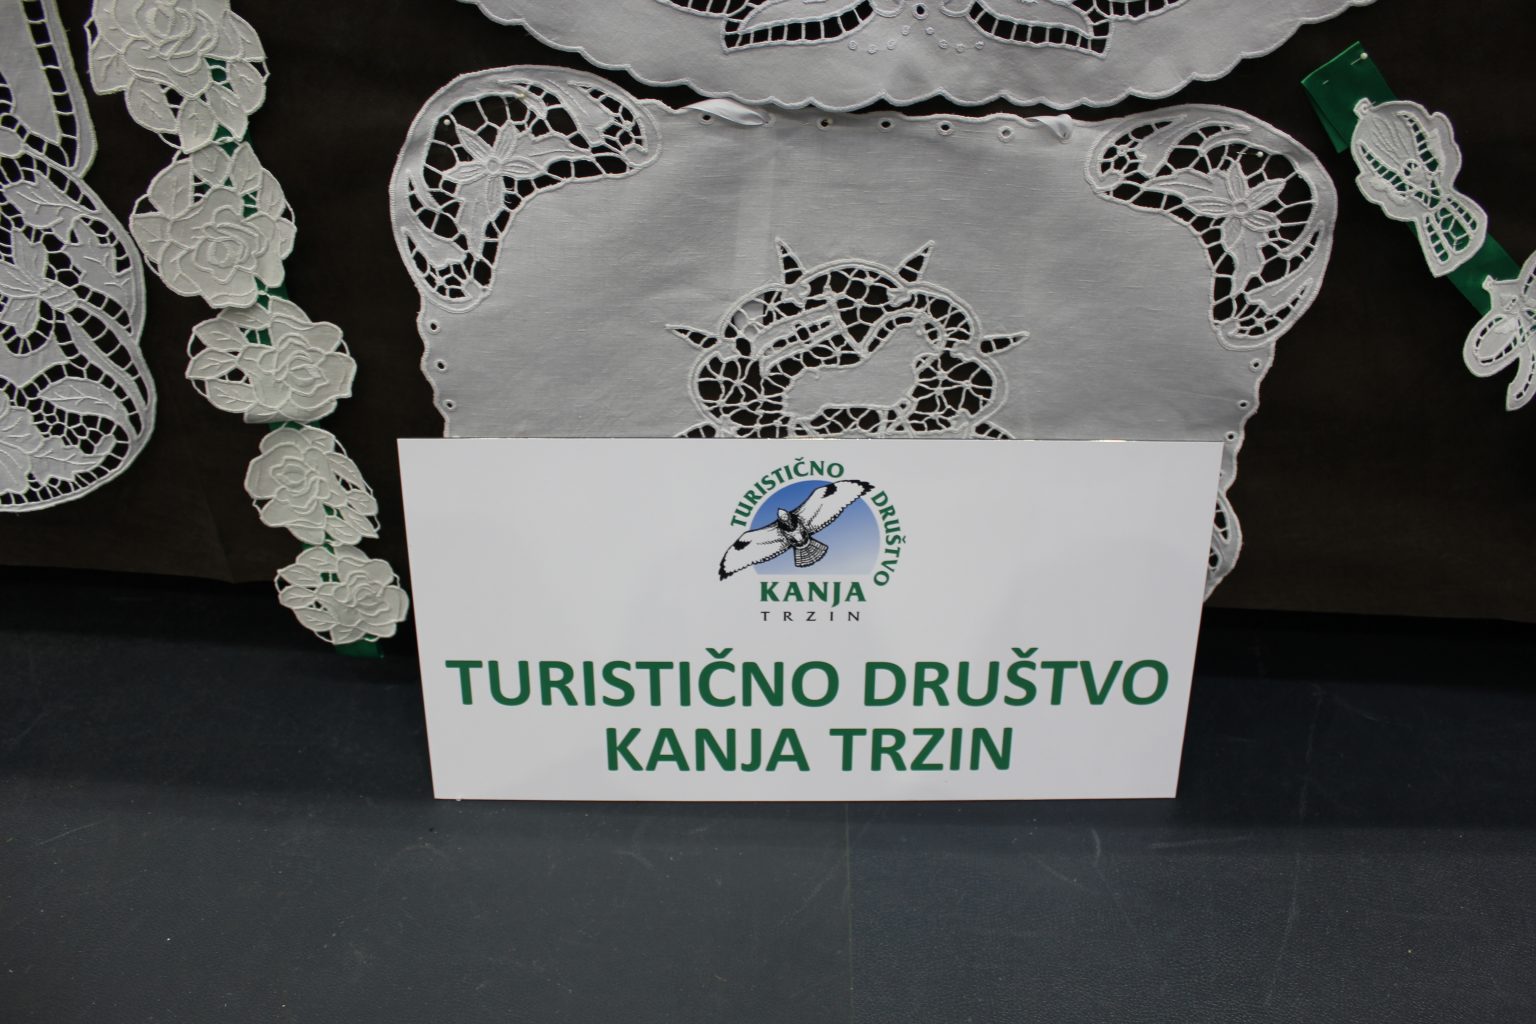 TURISTIČNO DRUŠTVO
KANJA
TRZIN
TURISTIČNO DRUŠTVO
KANJA TRZIN